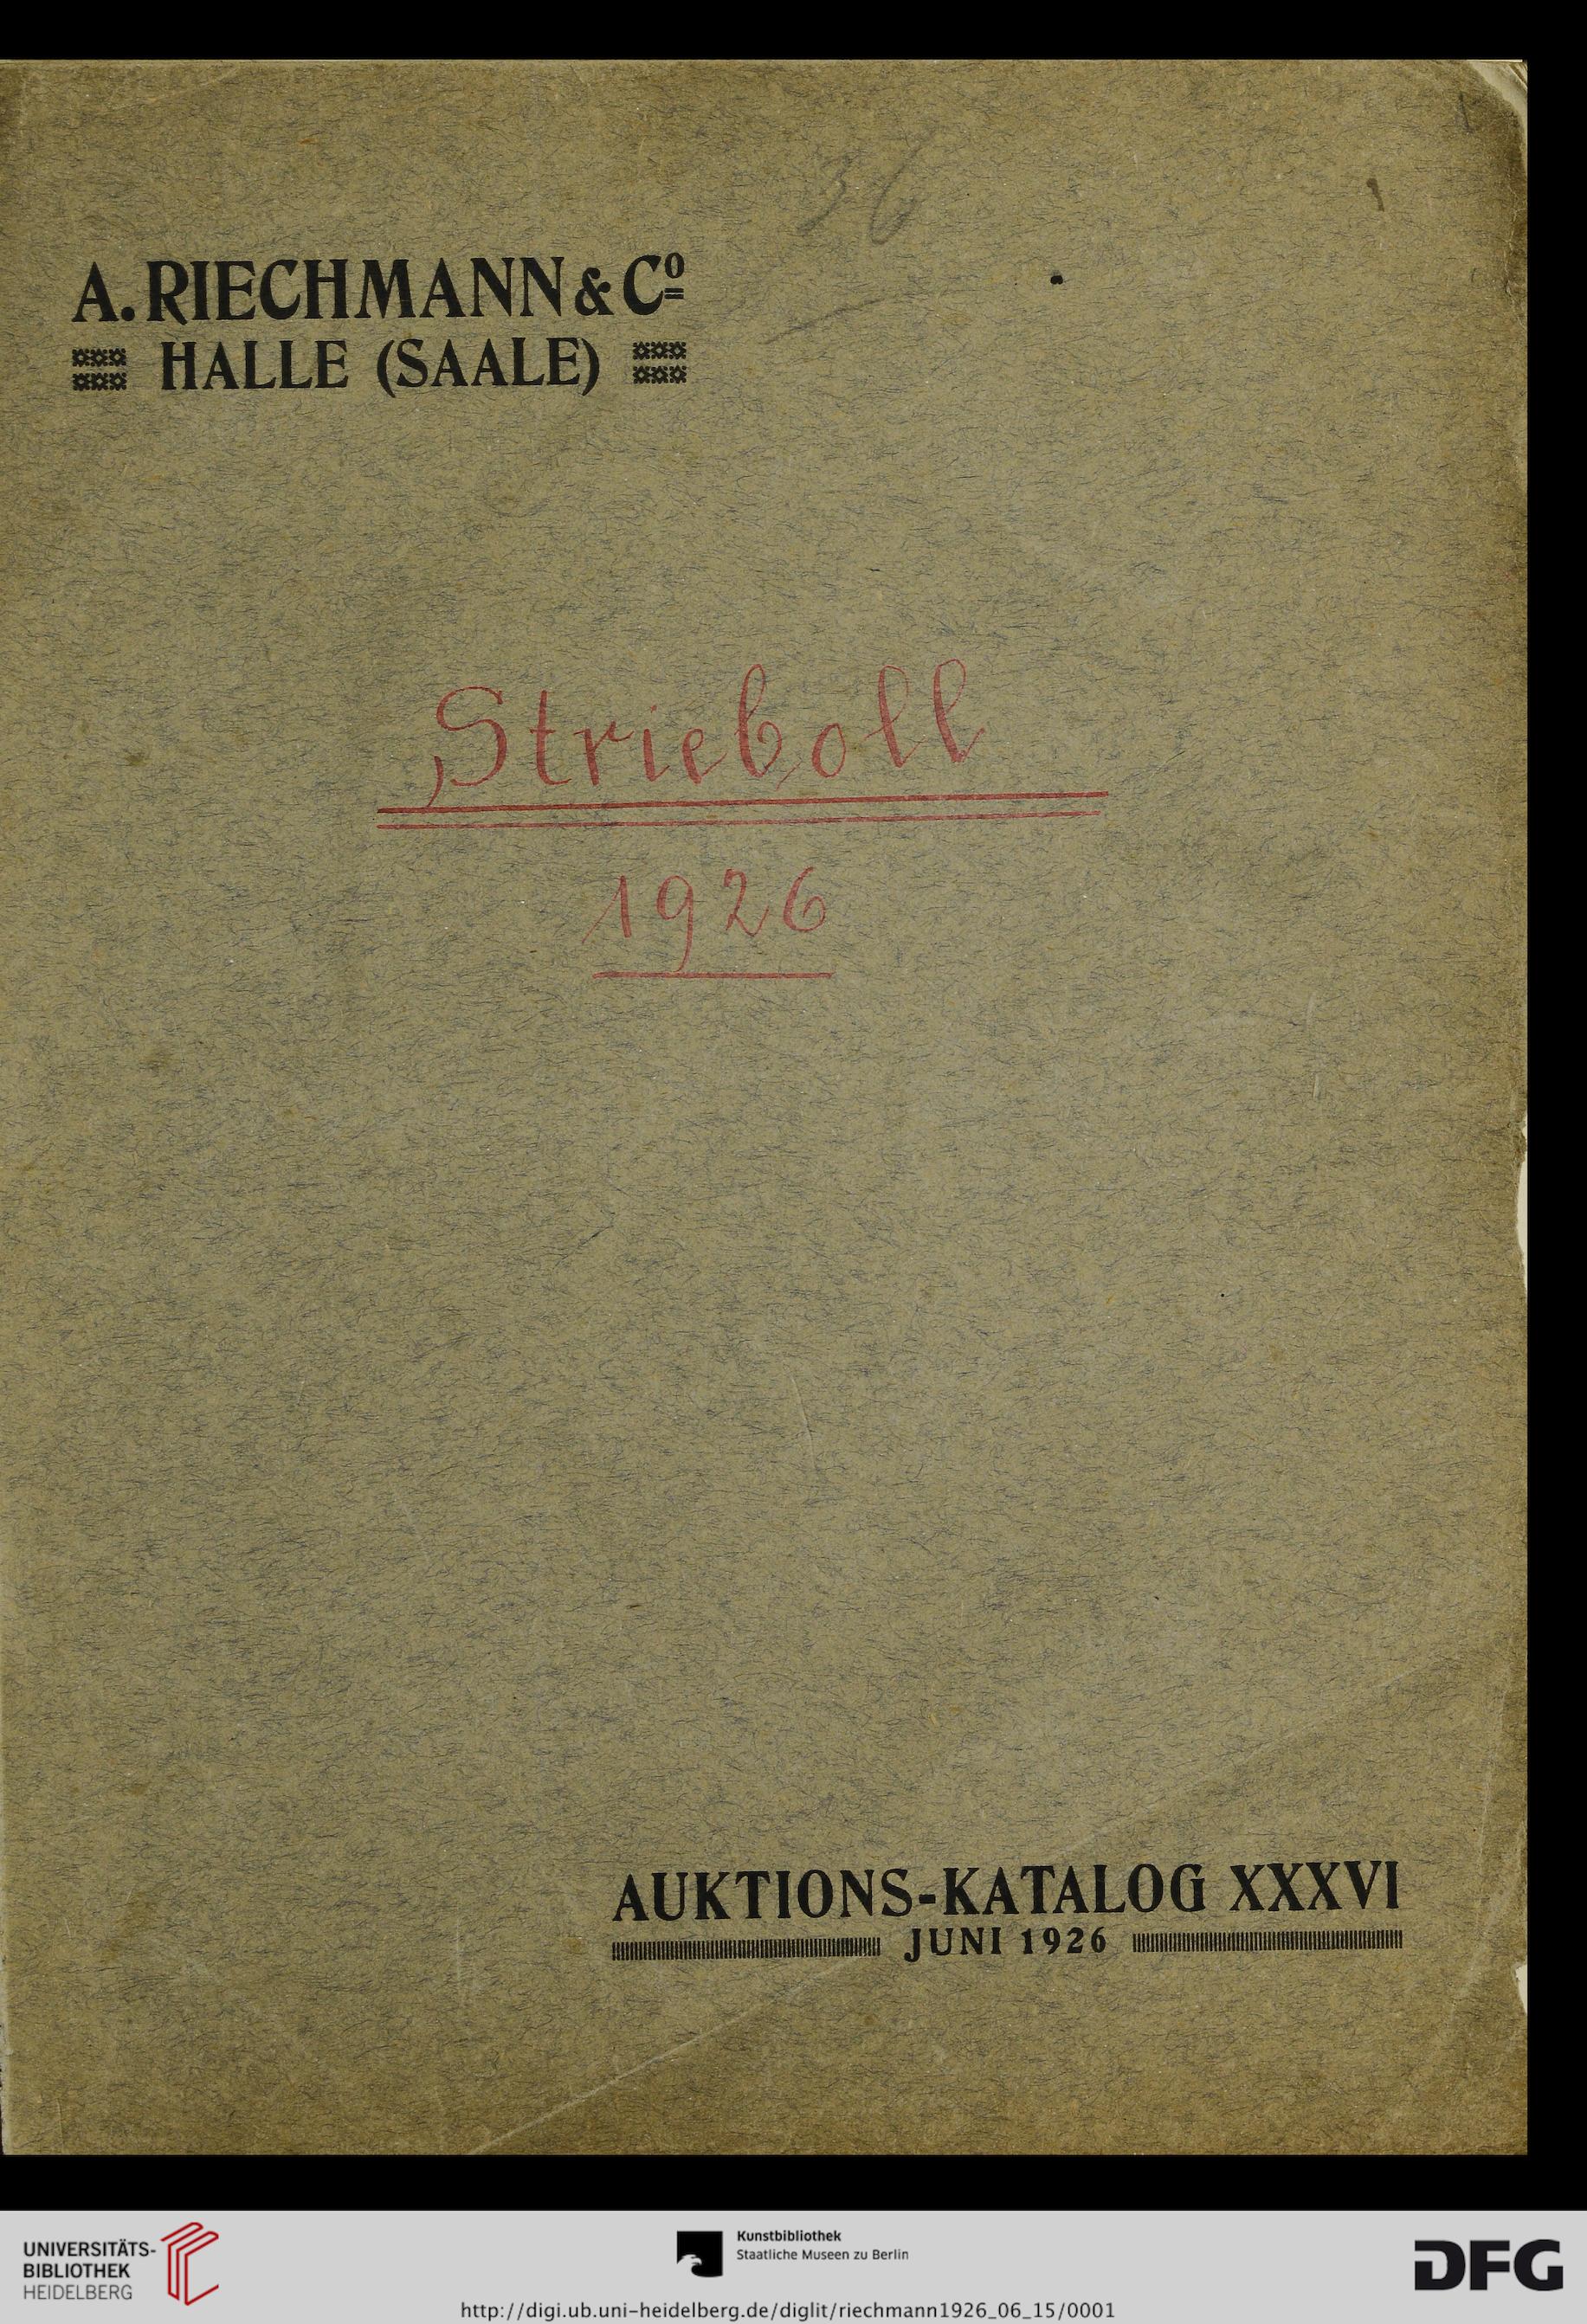 36
A. RIECHMANN & Cº
HALLE (SAALE)
Strieboll
1926
AUKTIONS-KATALOG XXXVI
JUNI 1926
UNIVERSITÄTS-
BIBLIOTHEK
HEIDELBERG
Kunstbibliothek
Staatliche Museen zu Berlin
DFG
http://digi.ub.uni-heidelberg.de/diglit/riechmann1926_06_15/0001